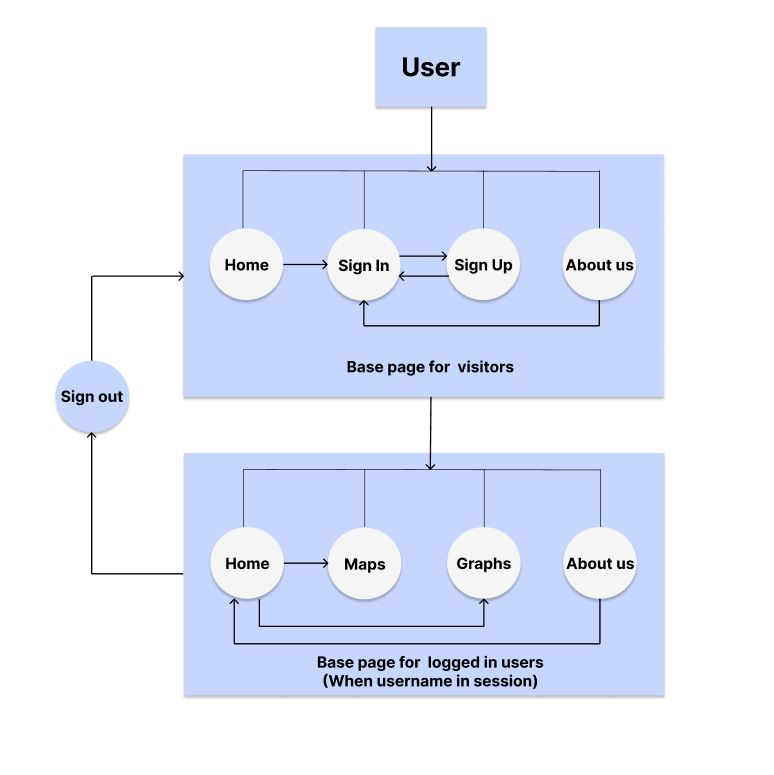 User
Home
Sign In
Sign Up
About us
Base page for visitors
Sign out
Home
Maps
Graphs
About us
Base page for logged in users
(When username in session)